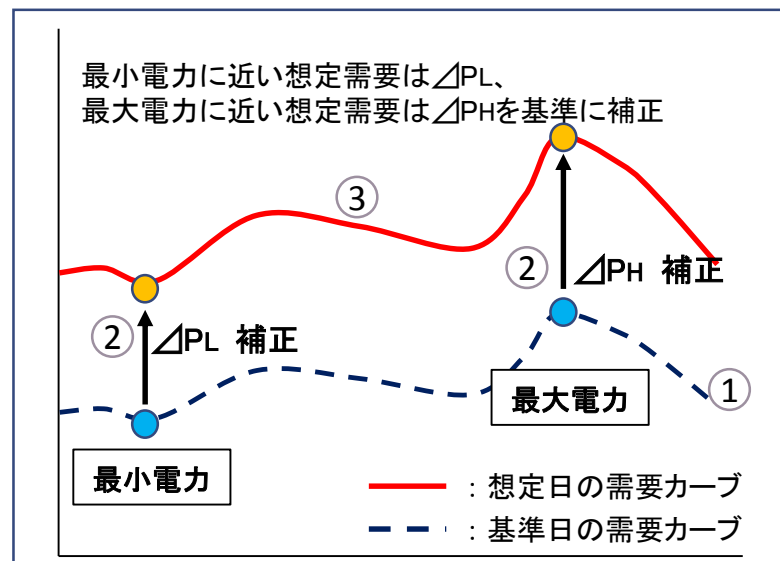 最小電力に近い想定需要は⊿PL、
最大電力に近い想定需要は⊿PHを基準に補正
③
②
⊿PH 補正
②
⊿PL 補正
①
最大電力
最小電力
：想定日の需要カーブ
：基準日の需要カーブ